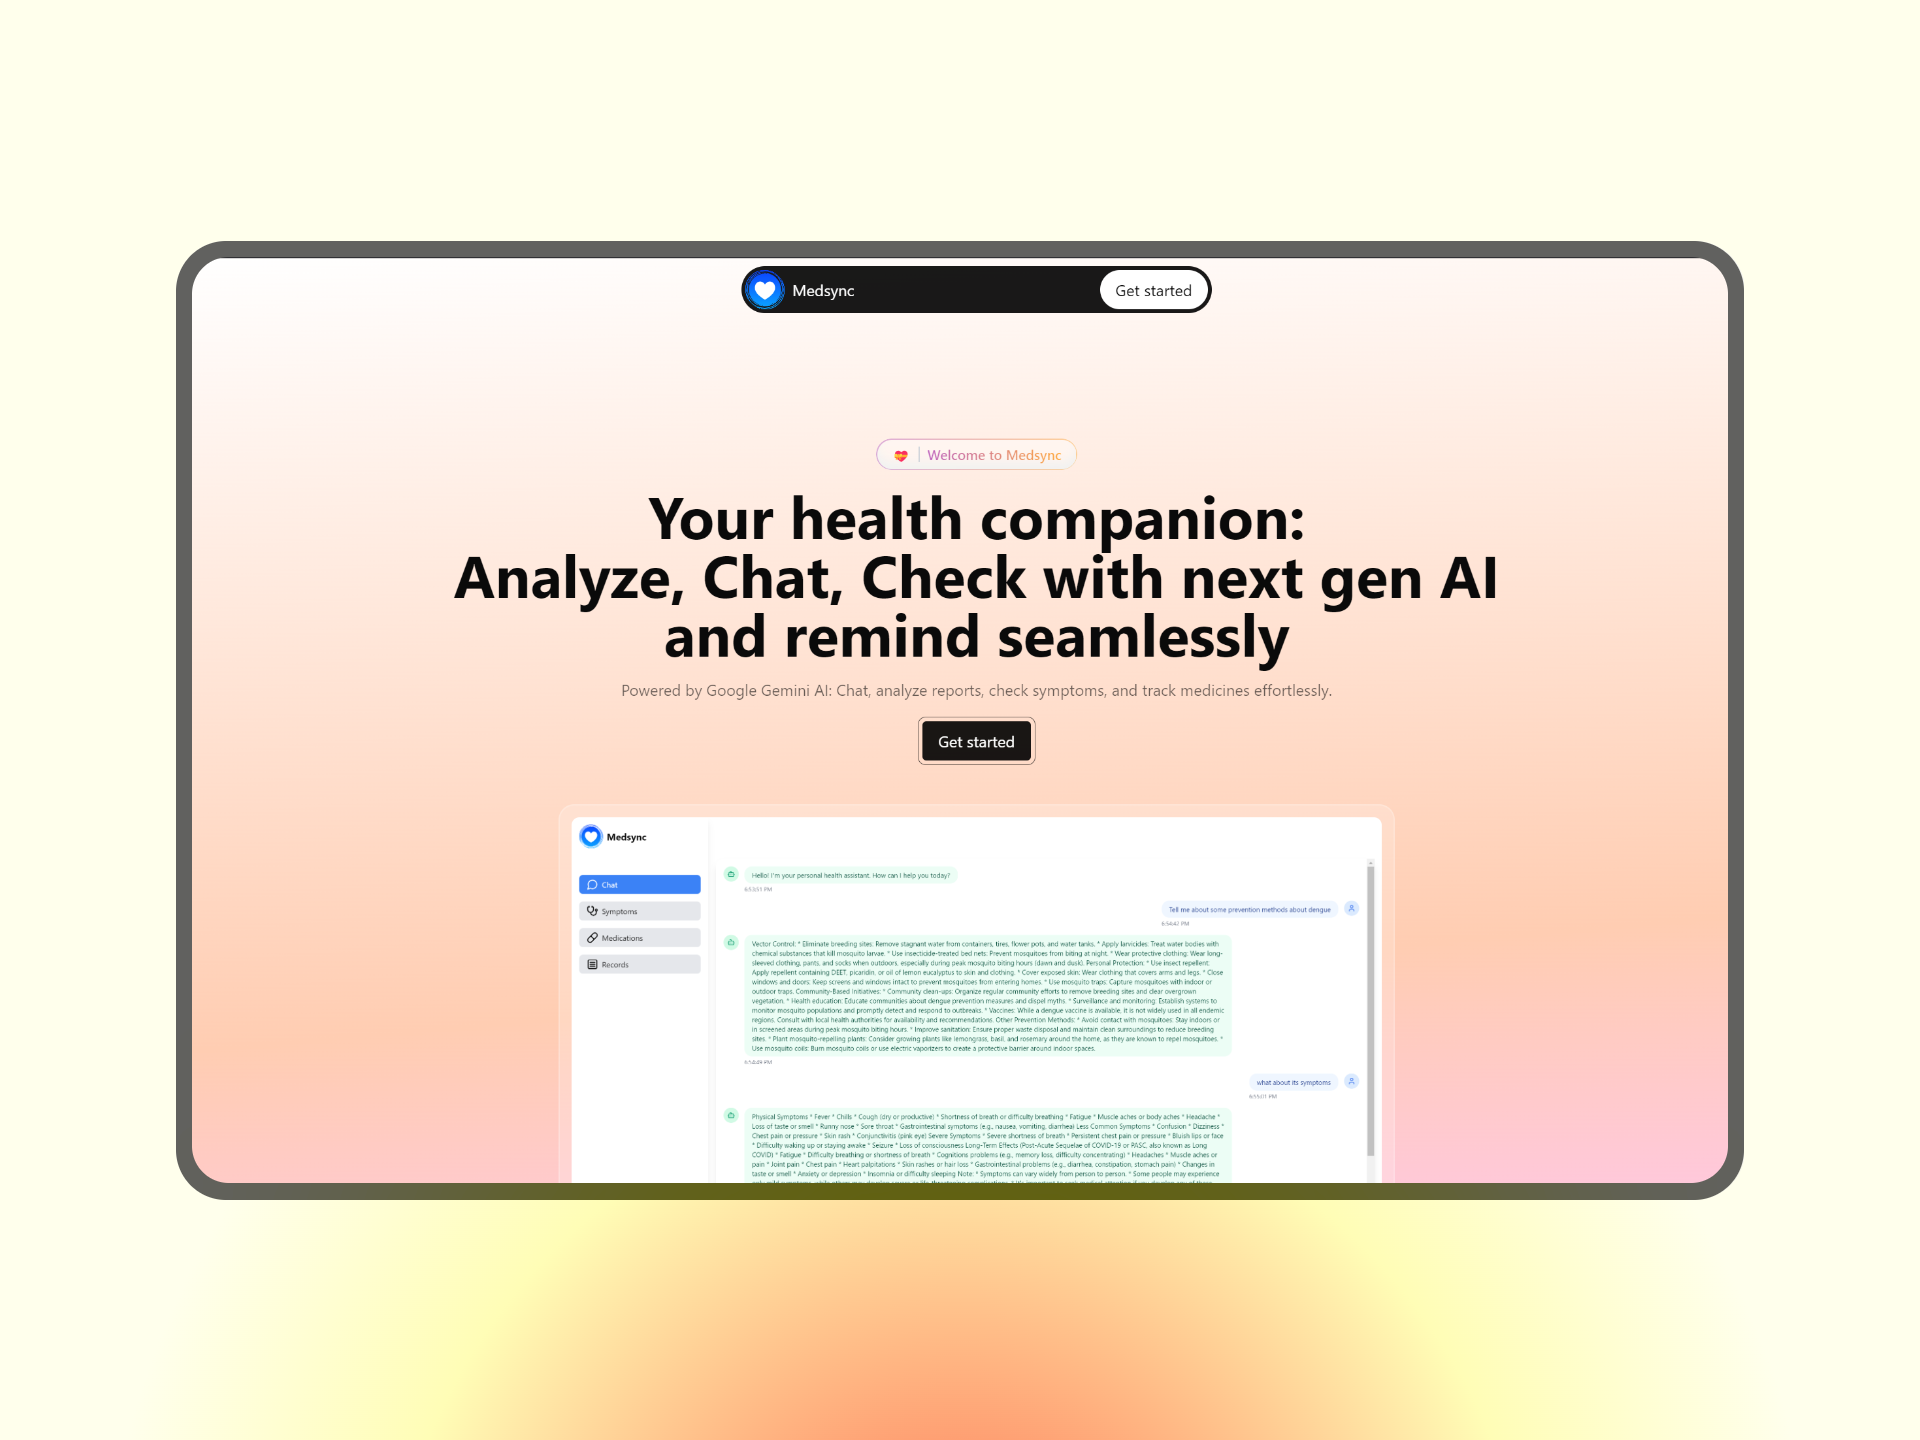 Medsync
Get started
Welcome to Medsync
Your health companion:
Analyze, Chat, Check with next gen AI
and remind seamlessly
Powered by Google Gemini AI: Chat, analyze reports, check symptoms, and track medicines effortlessly.
Get started
Medsync
Chat
Symptoms
Medications
Records
Hello! I'm your personal health assistant. How can I help you today?
6:53:51 PM
Tell me about some prevention methods about dengue
6:54:47 PM
Vector Control: * Eliminate breeding sites: Remove stagnant water from containers, tires, flower pots, and water tanks. * Apply larvicides: Treat water bodies with
chemical substances that kill mosquito larvae. * Use insecticide-treated bed nets: Prevent mosquitoes from biting at night. * Wear protective clothing: Wear long-
sleeved clothing, pants, and socks when outdoors, especially during peak mosquito biting hours (dawn and dusk). Personal Protection: * Use insect repellent:
Apply repellent containing DEET, picaridin, or oil of lemon eucalyptus to skin and clothing. * Cover exposed skin: Wear clothing that covers arms and legs. * Close
windows and doors: Keep screens and windows intact to prevent mosquitoes from entering homes. * Use mosquito traps: Capture mosquitoes with indoor or
outdoor traps. Community-Based Initiatives: * Community clean-ups: Organize regular community efforts to remove breeding sites and clear overgrown
vegetation. * Health education: Educate communities about dengue prevention measures and dispel myths. * Surveillance and monitoring: Establish systems to
monitor mosquito populations and promptly detect and respond to outbreaks. * Vaccines: While a dengue vaccine is available, it is not widely used in all endemic
regions. Consult with local health authorities for availability and recommendations. Other Prevention Methods: * Avoid contact with mosquitoes: Stay indoors or
in screened areas during peak mosquito biting hours. * Improve sanitation: Ensure proper waste disposal and maintain clean surroundings to reduce breeding
sites. * Plant mosquito-repelling plants: Consider growing plants like lemongrass, basil, and rosemary around the home, as they are known to repel mosquitoes. *
Use mosquito coils: Burn mosquito coils or use electric vaporizers to create a protective barrier around indoor spaces.
6:54:49 PM
what about its symptoms
6:55:01 PM
Physical Symptoms * Fever * Chills * Cough (dry or productive) * Shortness of breath or difficulty breathing * Fatigue * Muscle aches or body aches * Headache *
Loss of taste or smell * Runny nose * Sore throat * Gastrointestinal symptoms (e.g., nausea, vomiting, diarrhea) Less Common Symptoms * Confusion * Dizziness *
Chest pain or pressure * Skin rash * Conjunctivitis (pink eye) Severe Symptoms * Severe shortness of breath * Persistent chest pain or pressure * Bluish lips or face
* Difficulty waking up or staying awake * Seizure * Loss of consciousness Long-Term Effects (Post-Acute Sequelae of COVID-19 or PASC, also known as Long
COVID) * Fatigue * Difficulty breathing or shortness of breath * Cognitions problems (e.g., memory loss, difficulty concentrating) * Headaches * Muscle aches or
pain * Joint pain * Chest pain * Heart palpitations * Skin rashes or hair loss * Gastrointestinal problems (e.g., diarrhea, constipation, stomach pain) * Changes in
taste or smell * Anxiety or depression * Insomnia or difficulty sleeping Note: * Symptoms can vary widely from person to person. * Some people may experience